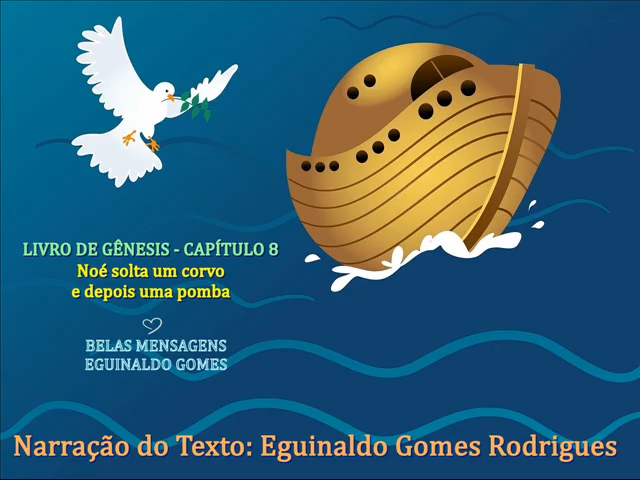 LIVRO DE GÊNESIS - CAPÍTULO 8
Noé solta um corvo
e depois uma pomba
BELAS MENSAGENS
EGUINALDO GOMES
Narração do Texto: Eguinaldo Gomes Rodrigues